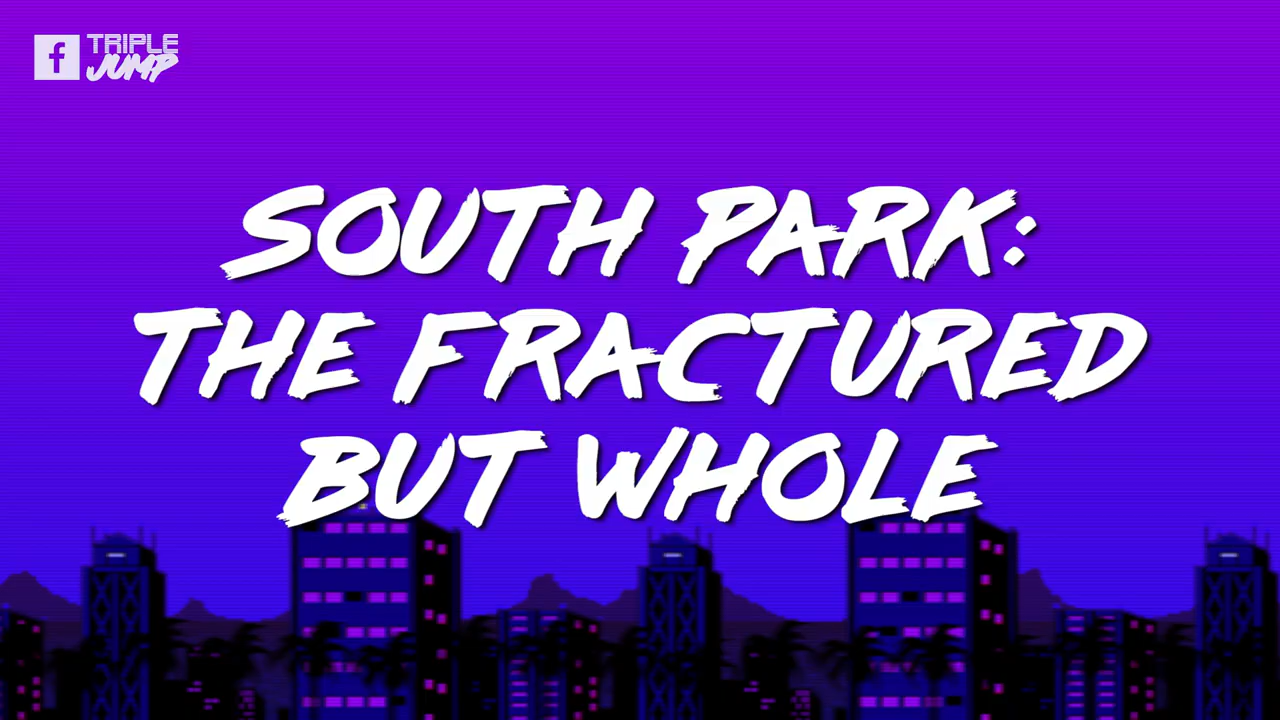 f TRIPLE
JUMP
SOUTH PARK:
THE FRACTURED
BUT WHOLE